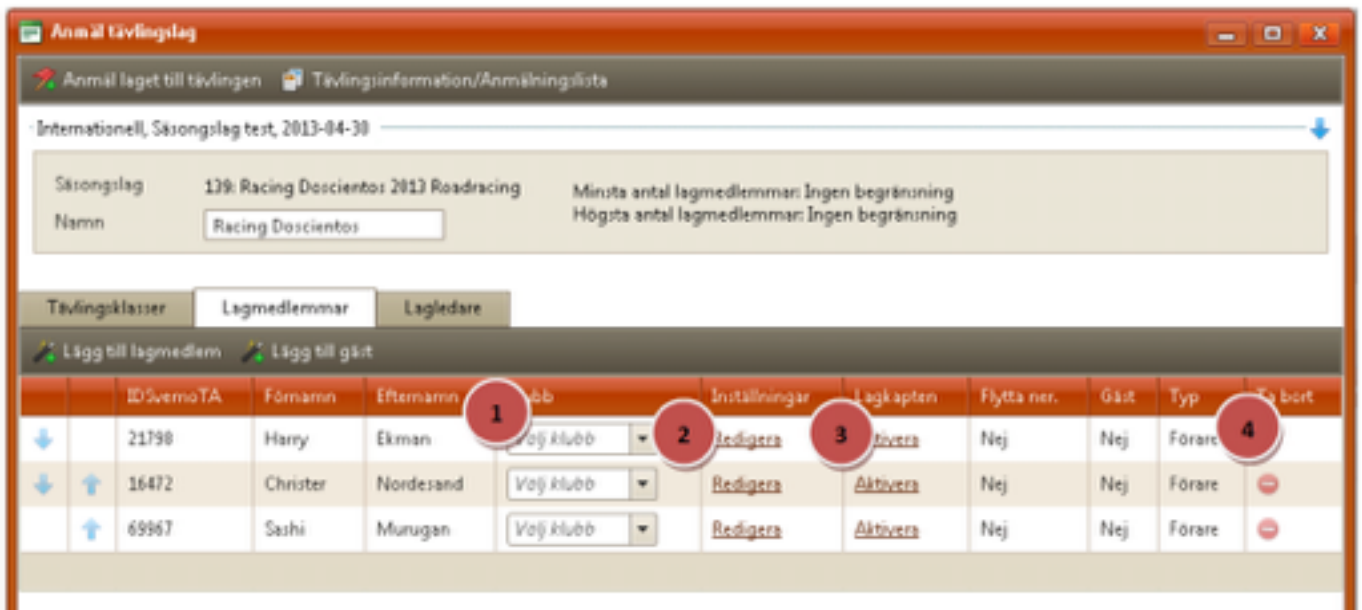 Anmäl tävlingslag
Anmäl laget till tävlingen Tävlingsinformation/Anmälningslista
Internationell, Säsongslag test, 2013-04-30
Säsongslag 139: Racing Doscientos 2013 Roadracing Minsta antal lagmedlemmar: Ingen begränsning
Namn Racing Doscientos Högsta antal lagmedlemmar: Ingen begränsning
Tävlingsklasser Lagmedlemmar Lagledare
Lägg till lagmedlem Lägg till gäst
IDSvemoTA Förnamn Efternamn 1 Inställningar Lagkapten Flytta ner. Gäst Typ bort
21798 Harry Ekman Välj klubb 2 Redigera 3 Nej Nej Förare 4
16472 Christer Nordesand Välj klubb Redigera Aktivera Nej Nej Förare
69967 Sashi Murugan Välj klubb Redigera Aktivera Nej Nej Förare